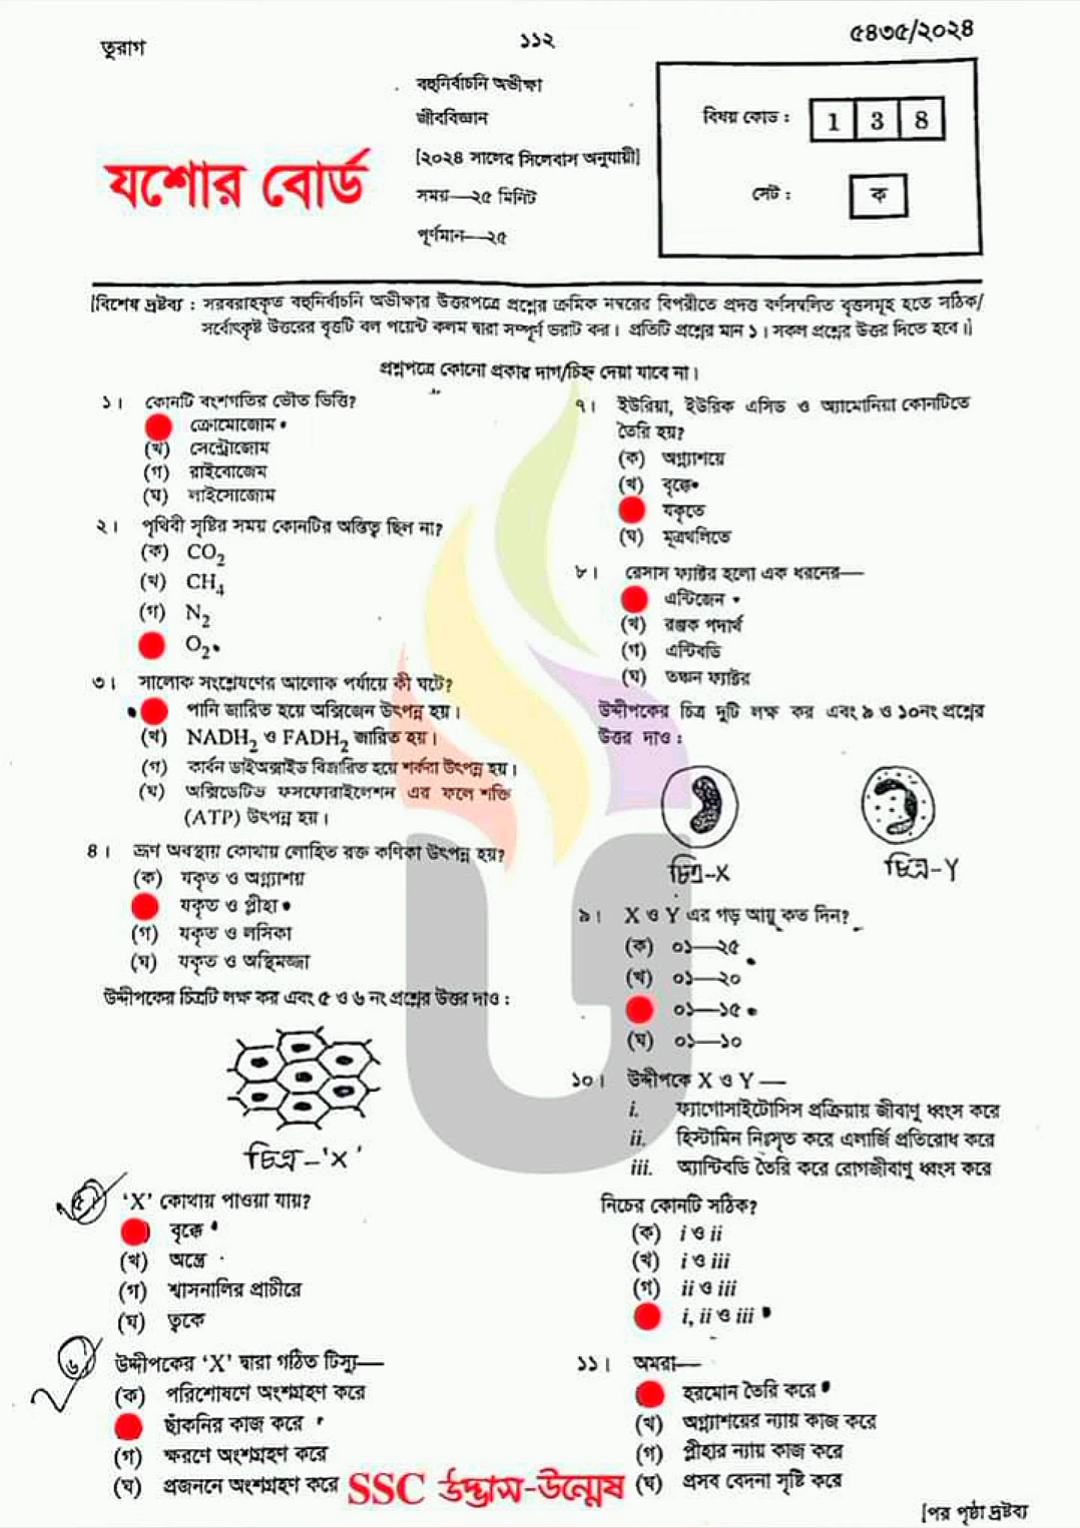 তুরাগ
১১২
৫৪৩৫/২০২৪
বহুনির্বাচনি অভীক্ষা
জীববিজ্ঞান
[২০২৪ সালের সিলেবাস অনুযায়ী]
সময়—২৫ মিনিট
পূর্ণমান—২৫
যশোর বোর্ড
বিষয় কোড : 1 3 8
সেট : ক
[বিশেষ দ্রষ্টব্য : সরবরাহকৃত বহুনির্বাচনি অভীক্ষার উত্তরপত্রে প্রশ্নের ক্রমিক নম্বরের বিপরীতে প্রদত্ত বর্ণসম্বলিত বৃত্তসমূহ হতে সঠিক/
সর্বোৎকৃষ্ট উত্তরের বৃত্তটি বল পয়েন্ট কলম দ্বারা সম্পূর্ণ ভরাট কর। প্রতিটি প্রশ্নের মান ১। সকল প্রশ্নের উত্তর দিতে হবে।]
প্রশ্নপত্রে কোনো প্রকার দাগ/চিহ্ন দেয়া যাবে না।
১। কোনটি বংশগতির ভৌত ভিত্তি?
ক্রোমোজোম
(খ) সেন্ট্রোজোম
(গ) রাইবোজেম
(ঘ) লাইসোজোম
২। পৃথিবী সৃষ্টির সময় কোনটির অস্তিত্ব ছিল না?
(ক) CO₂
(খ) CH₄
(গ) N₂
O₂
৩। সালোক সংশ্লেষণের আলোক পর্যায়ে কী ঘটে?
পানি জারিত হয়ে অক্সিজেন উৎপন্ন হয়।
(খ) NADH₂ ও FADH₂ জারিত হয়।
(গ) কার্বন ডাইঅক্সাইড বিজারিত হয়ে শর্করা উৎপন্ন হয়।
(ঘ) অক্সিডেটিভ ফসফোরাইলেশন এর ফলে শক্তি
(ATP) উৎপন্ন হয়।
৪। ভ্রূণ অবস্থায় কোথায় লোহিত রক্ত কণিকা উৎপন্ন হয়?
(ক) যকৃত ও অগ্ন্যাশয়
যকৃত ও প্লীহা
(গ) যকৃত ও লসিকা
(ঘ) যকৃত ও অস্থিমজ্জা
উদ্দীপকের চিত্রটি লক্ষ কর এবং ৫ ও ৬ নং প্রশ্নের উত্তর দাও :
চিত্র-'X'
৫। 'X' কোথায় পাওয়া যায়?
বৃক্কে
(খ) অন্ত্রে
(গ) শ্বাসনালির প্রাচীরে
(ঘ) ত্বকে
৬। উদ্দীপকের 'X' দ্বারা গঠিত টিস্যু—
(ক) পরিশোষণে অংশগ্রহণ করে
ছাঁকনির কাজ করে
(গ) ক্ষরণে অংশগ্রহণ করে
(ঘ) প্রজননে অংশগ্রহণ করে
৭। ইউরিয়া, ইউরিক এসিড ও অ্যামোনিয়া কোনটিতে
তৈরি হয়?
(ক) অগ্ন্যাশয়ে
(খ) বৃক্কে
যকৃতে
(ঘ) মূত্রথলিতে
৮। রেসাস ফ্যাক্টর হলো এক ধরনের—
এন্টিজেন
(খ) রঞ্জক পদার্থ
(গ) এন্টিবডি
(ঘ) তঞ্চন ফ্যাক্টর
উদ্দীপকের চিত্র দুটি লক্ষ কর এবং ৯ ও ১০নং প্রশ্নের
উত্তর দাও :
চিত্র-X
চিত্র-Y
৯। X ও Y এর গড় আয়ু কত দিন?
(ক) ০১—২৫
(খ) ০১—২০
০১—১৫
(ঘ) ০১—১০
১০। উদ্দীপকে X ও Y —
i. ফ্যাগোসাইটোসিস প্রক্রিয়ায় জীবাণু ধ্বংস করে
ii. হিস্টামিন নিঃসৃত করে এলার্জি প্রতিরোধ করে
iii. অ্যান্টিবডি তৈরি করে রোগজীবাণু ধ্বংস করে
নিচের কোনটি সঠিক?
(ক) i ও ii
(খ) i ও iii
(গ) ii ও iii
i, ii ও iii
১১। অমরা—
হরমোন তৈরি করে
(খ) অগ্ন্যাশয়ের ন্যায় কাজ করে
(গ) প্লীহার ন্যায় কাজ করে
(ঘ) প্রসব বেদনা সৃষ্টি করে
SSC উদ্ভাস-উন্মেষ
[পর পৃষ্ঠা দ্রষ্টব্য